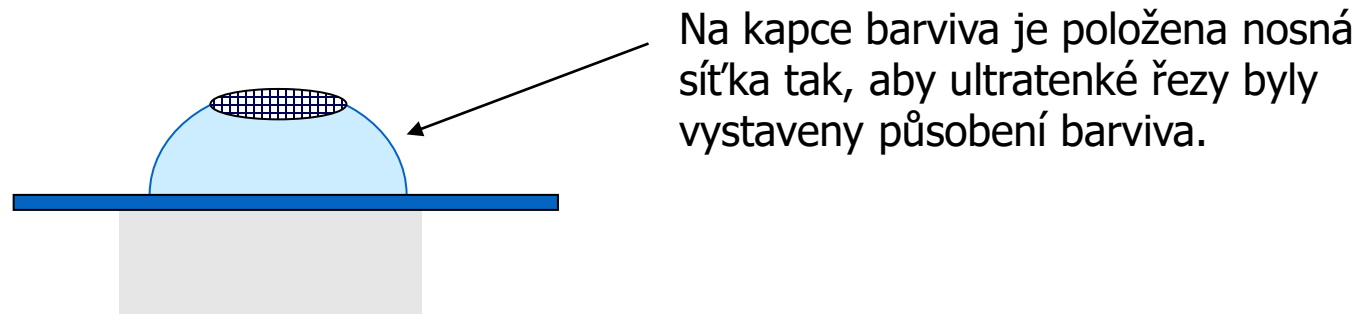 Na kapce barviva je položena nosná
síťka tak, aby ultratenké řezy byly
vystaveny působení barviva.